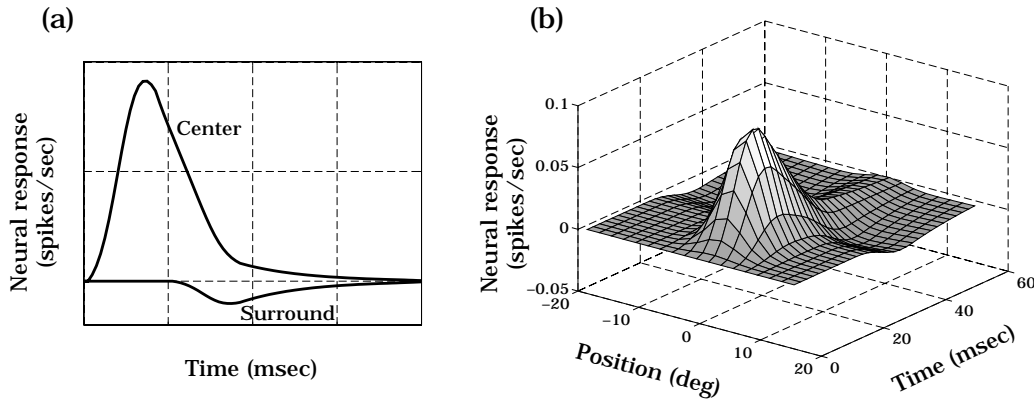 (a)
Neural response
(spikes/sec)
Center
Surround
Time (msec)
(b)
Neural response
(spikes/sec)
0.1
0.05
0
−0.05
−20
−10
0
10
20
Position (deg)
0
20
40
60
Time (msec)